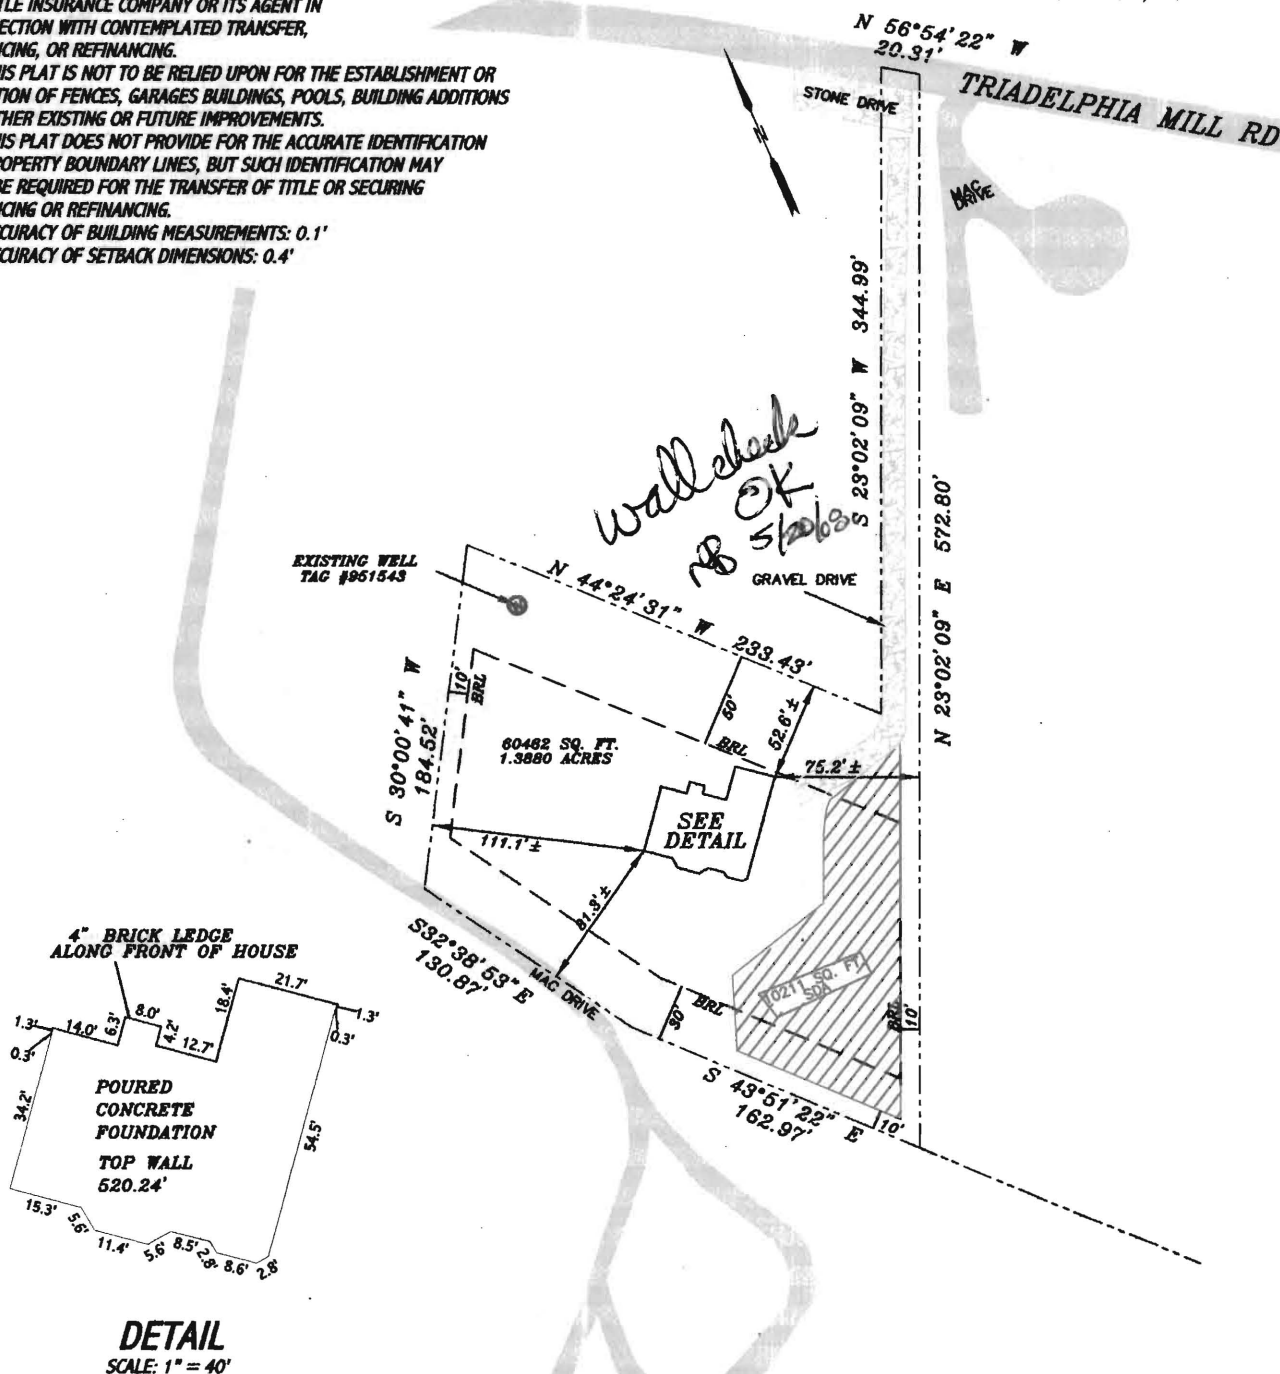 TLE INSURANCE COMPANY OR ITS AGENT IN
ECTION WITH CONTEMPLATED TRANSFER,
CING, OR REFINANCING.
IS PLAT IS NOT TO BE RELIED UPON FOR THE ESTABLISHMENT OR
TION OF FENCES, GARAGES BUILDINGS, POOLS, BUILDING ADDITIONS
THER EXISTING OR FUTURE IMPROVEMENTS.
IS PLAT DOES NOT PROVIDE FOR THE ACCURATE IDENTIFICATION
OPERTY BOUNDARY LINES, BUT SUCH IDENTIFICATION MAY
BE REQUIRED FOR THE TRANSFER OF TITLE OR SECURING
CING OR REFINANCING.
CURACY OF BUILDING MEASUREMENTS: 0.1'
CURACY OF SETBACK DIMENSIONS: 0.4'
N 56°54'22" W
20.31'
STONE DRIVE
TRIADELPHIA MILL RD
N
MAC
DRIVE
S 23°02'09" W 344.99'
N 23°02'09" E 572.80'
wall check
OK
NB 5/20/08
GRAVEL DRIVE
EXISTING WELL
TAG #951543
W
N 44°24'31" W 233.43'
10'
BRL
60'
BRL
52.6'±
75.2'±
S 30°00'41" W
184.52'
60462 SQ. FT.
1.3880 ACRES
SEE
DETAIL
111.1'±
81.3'±
S32°38'53"E
130.87'
MAC DRIVE
30'
BRL
10211 SQ. FT.
SDA
BRL
10'
S 43°51'22" E
162.97'
10'
4" BRICK LEDGE
ALONG FRONT OF HOUSE
1.3'
0.3'
14.0'
6.3'
8.0'
4.2'
12.7'
18.4'
21.7'
1.3'
0.3'
34.2'
54.5'
POURED
CONCRETE
FOUNDATION
TOP WALL
520.24'
15.3'
5.6'
11.4'
5.6'
8.5'
2.8'
8.6'
2.8'
DETAIL
SCALE: 1" = 40'